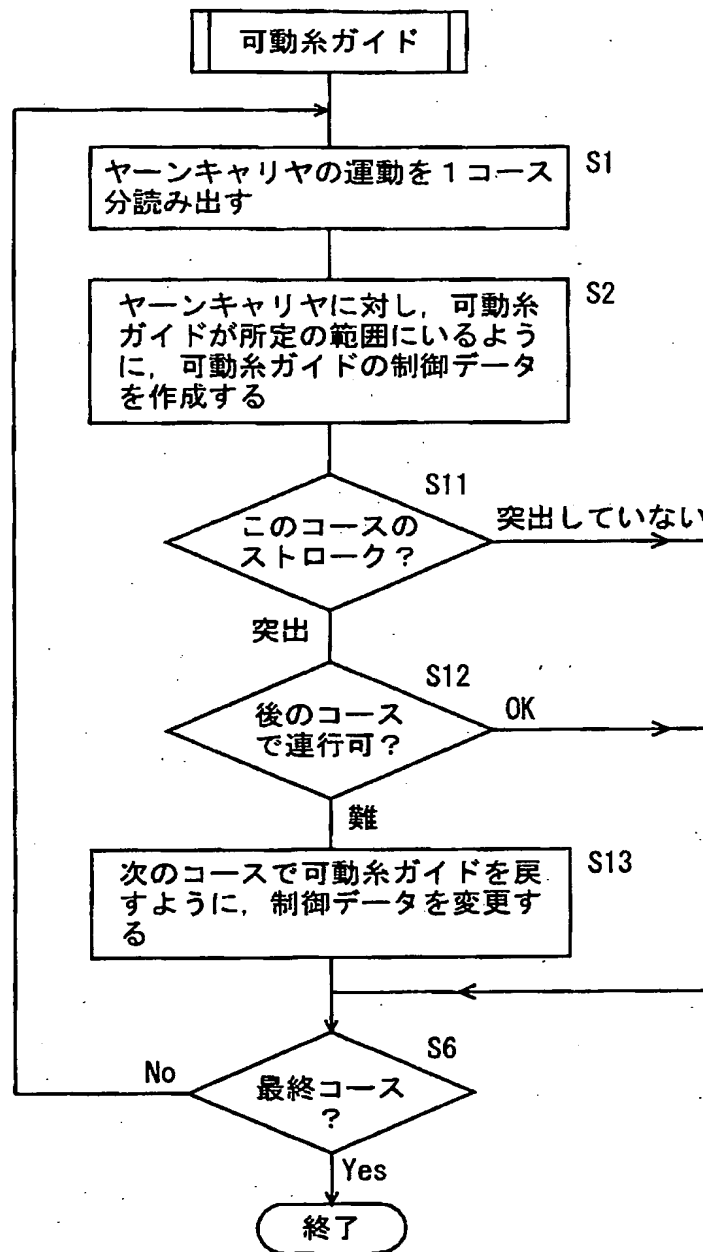 可動糸ガイド
ヤーンキャリヤの運動を１コース
分読み出す
S1
ヤーンキャリヤに対し，可動糸
ガイドが所定の範囲にいるよう
に，可動糸ガイドの制御データ
を作成する
S2
S11
このコースの
ストローク？
突出していない
突出
S12
後のコース
で連行可？
OK
難
次のコースで可動糸ガイドを戻
すように，制御データを変更す
る
S13
S6
No
最終コース
？
Yes
終了